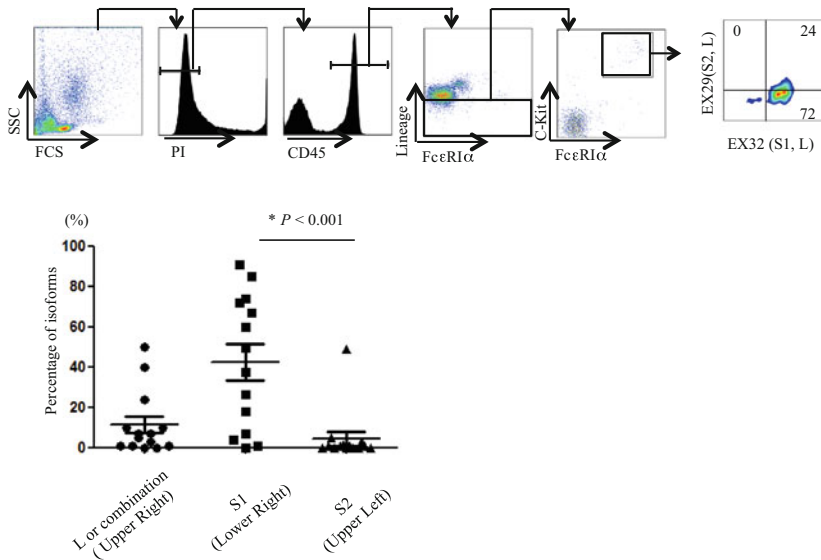 SSC
FCS
PI
CD45
Lineage
FcεRIα
C-Kit
FcεRIα
EX29(S2, L)
0
24
72
EX32 (S1, L)
(%)
* P < 0.001
Percentage of isoforms
100
80
60
40
20
0
L or combination
( Upper Right)
S1
(Lower Right)
S2
(Upper Left)